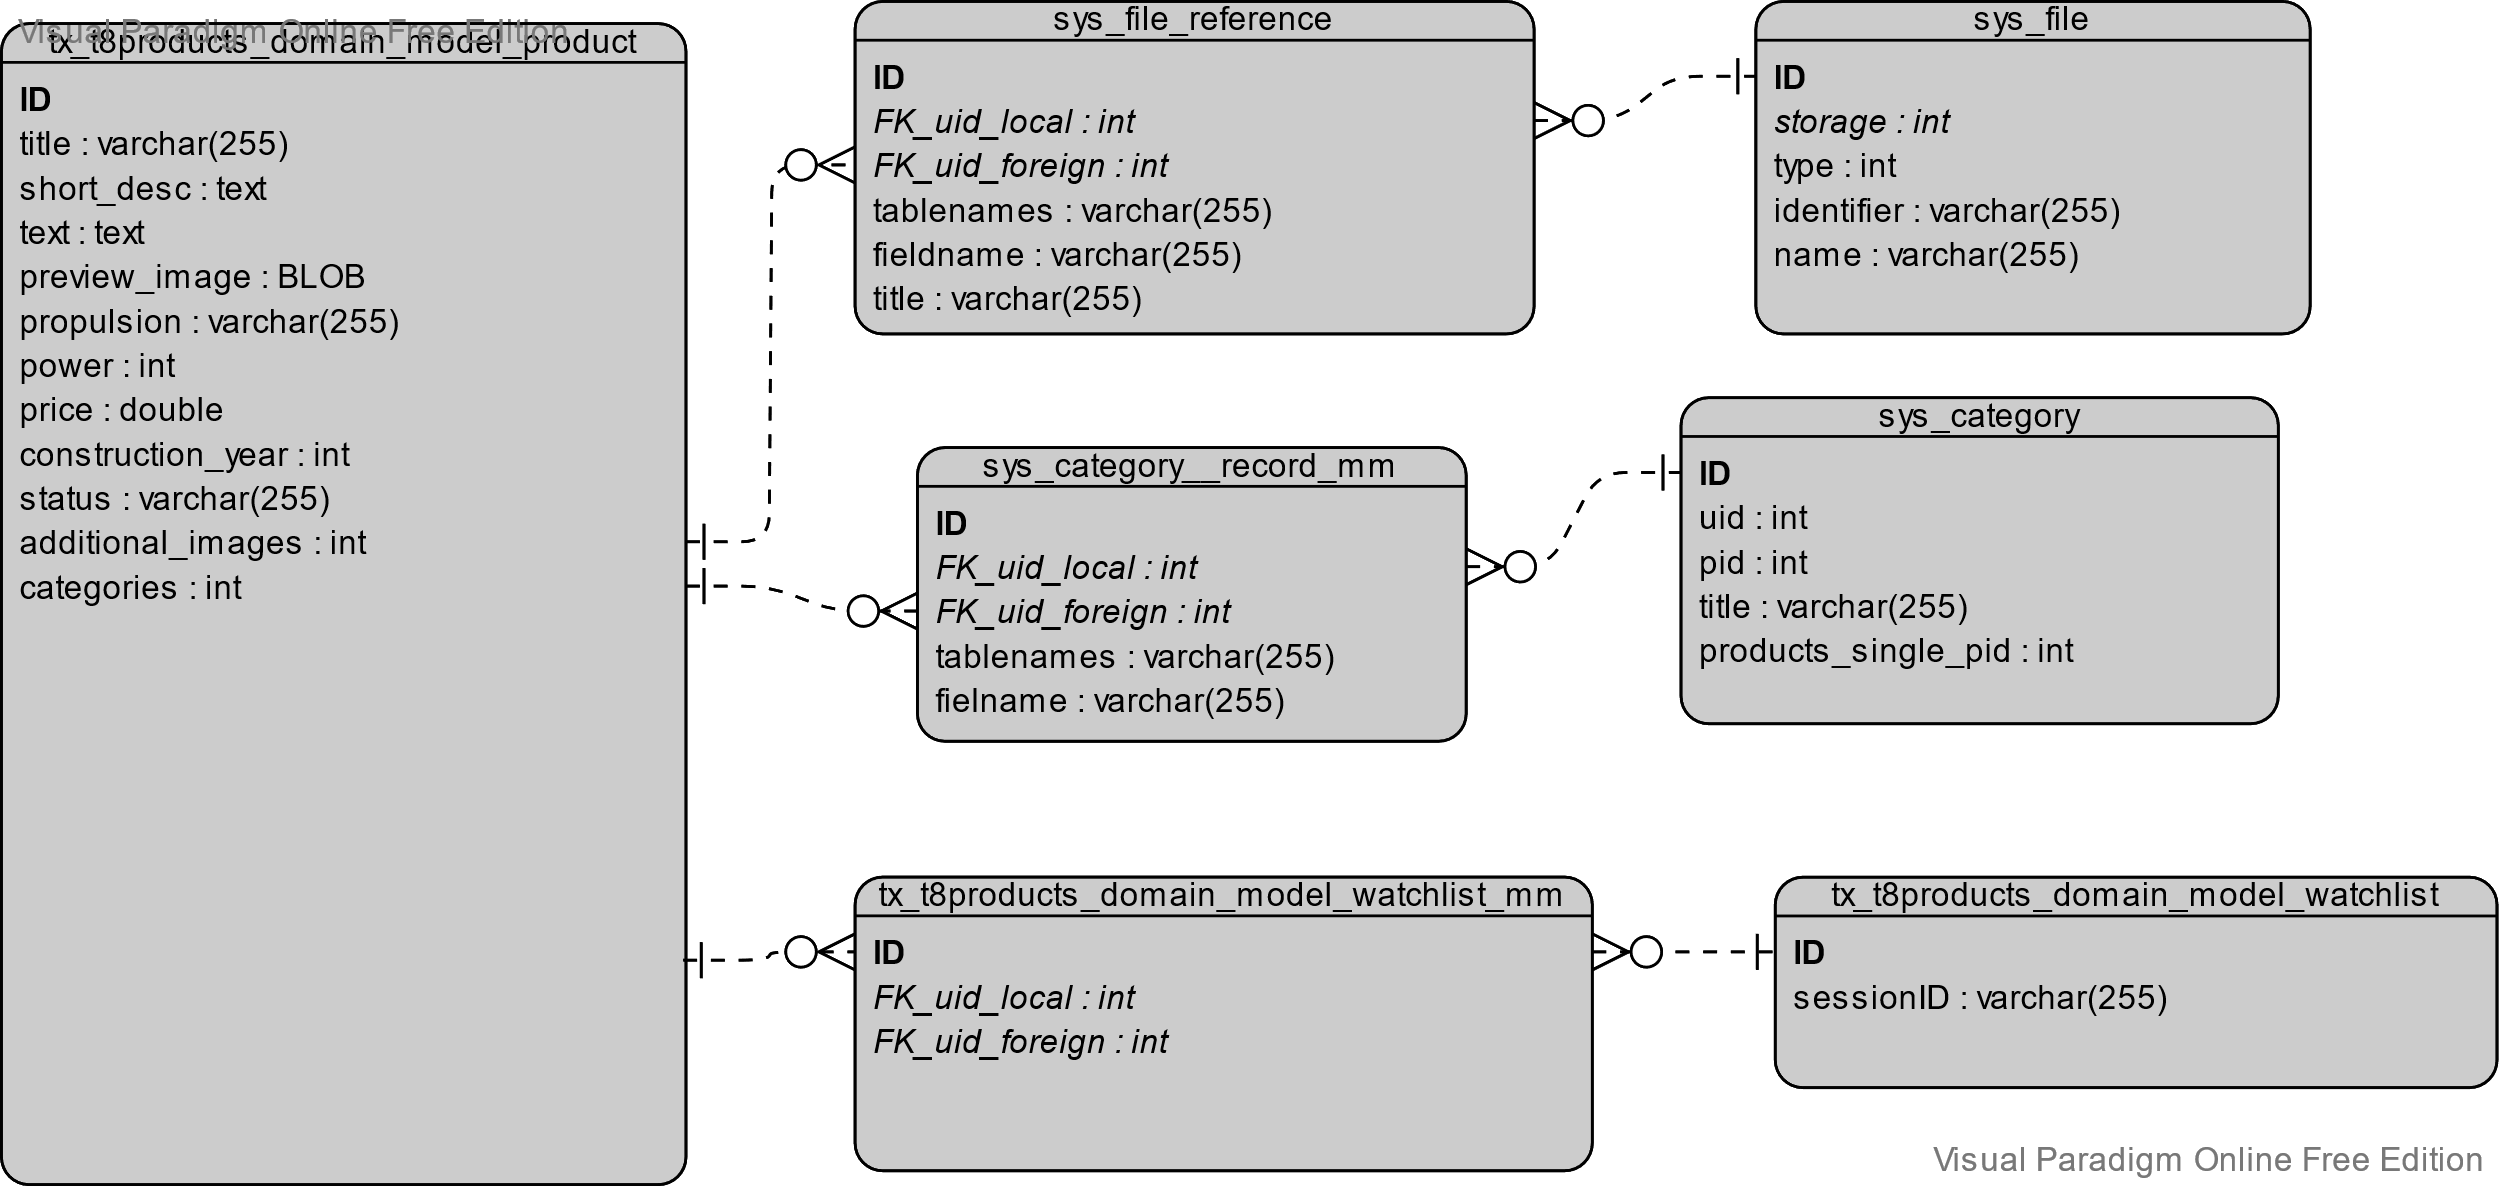 Visual Paradigm Online Free Edition
tx_t8products_domain_model_product
ID
title : varchar(255)
short_desc : text
text : text
preview_image : BLOB
propulsion : varchar(255)
power : int
price : double
construction_year : int
status : varchar(255)
additional_images : int
categories : int
sys_file_reference
ID
FK_uid_local : int
FK_uid_foreign : int
tablenames : varchar(255)
fieldname : varchar(255)
title : varchar(255)
sys_file
ID
storage : int
type : int
identifier : varchar(255)
name : varchar(255)
sys_category__record_mm
ID
FK_uid_local : int
FK_uid_foreign : int
tablenames : varchar(255)
fielname : varchar(255)
sys_category
ID
uid : int
pid : int
title : varchar(255)
products_single_pid : int
tx_t8products_domain_model_watchlist_mm
ID
FK_uid_local : int
FK_uid_foreign : int
tx_t8products_domain_model_watchlist
ID
sessionID : varchar(255)
Visual Paradigm Online Free Edition